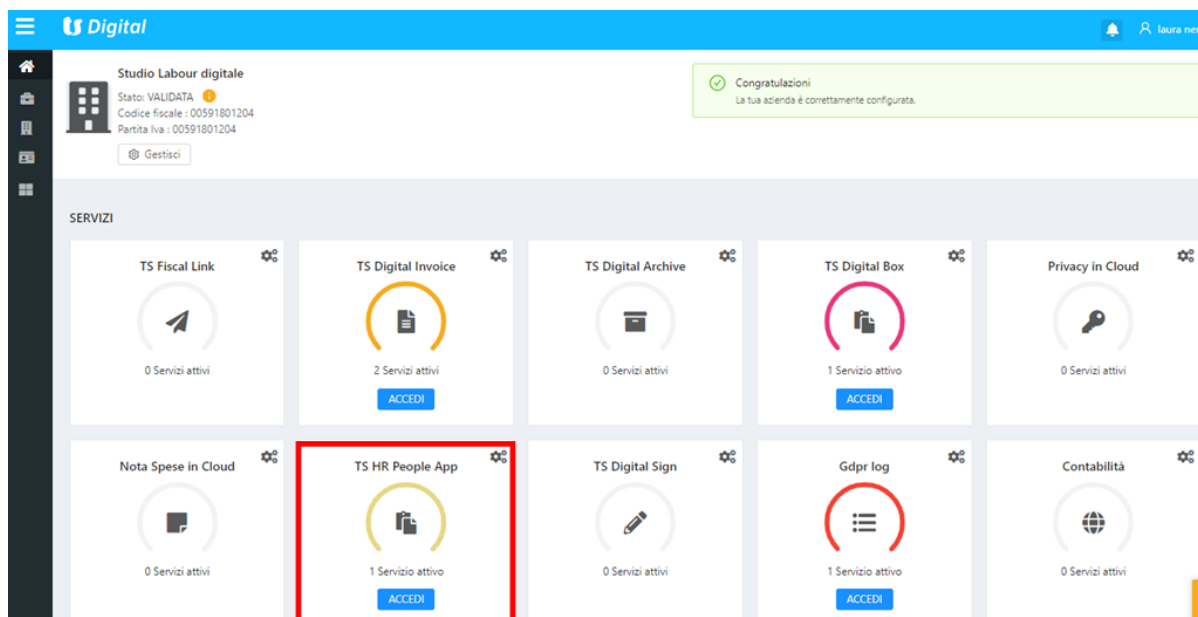 ts Digital
laura ner
Studio Labour digitale
Stato: VALIDATA
Codice fiscale : 00591801204
Partita Iva : 00591801204
Gestisci
Congratulazioni
La tua azienda è correttamente configurata.
SERVIZI
TS Fiscal Link
0 Servizi attivi
TS Digital Invoice
2 Servizi attivi
ACCEDI
TS Digital Archive
0 Servizi attivi
TS Digital Box
1 Servizio attivo
ACCEDI
Privacy in Cloud
0 Servizi attivi
Nota Spese in Cloud
0 Servizi attivi
TS HR People App
1 Servizio attivo
ACCEDI
TS Digital Sign
0 Servizi attivi
Gdpr log
1 Servizio attivo
ACCEDI
Contabilità
0 Servizi attivi